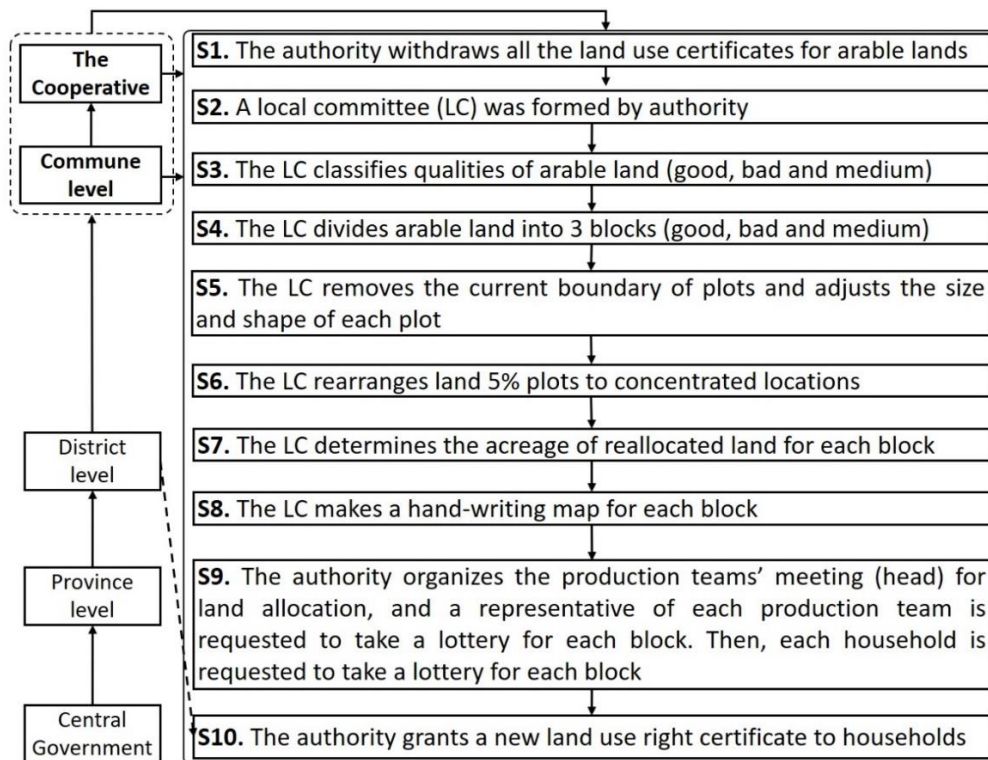 The
Cooperative
Commune
level
District
level
Province
level
Central
Government
S1. The authority withdraws all the land use certificates for arable lands
S2. A local committee (LC) was formed by authority
S3. The LC classifies qualities of arable land (good, bad and medium)
S4. The LC divides arable land into 3 blocks (good, bad and medium)
S5. The LC removes the current boundary of plots and adjusts the size
and shape of each plot
S6. The LC rearranges land 5% plots to concentrated locations
S7. The LC determines the acreage of reallocated land for each block
S8. The LC makes a hand-writing map for each block
S9. The authority organizes the production teams’ meeting (head) for
land allocation, and a representative of each production team is
requested to take a lottery for each block. Then, each household is
requested to take a lottery for each block
S10. The authority grants a new land use right certificate to households